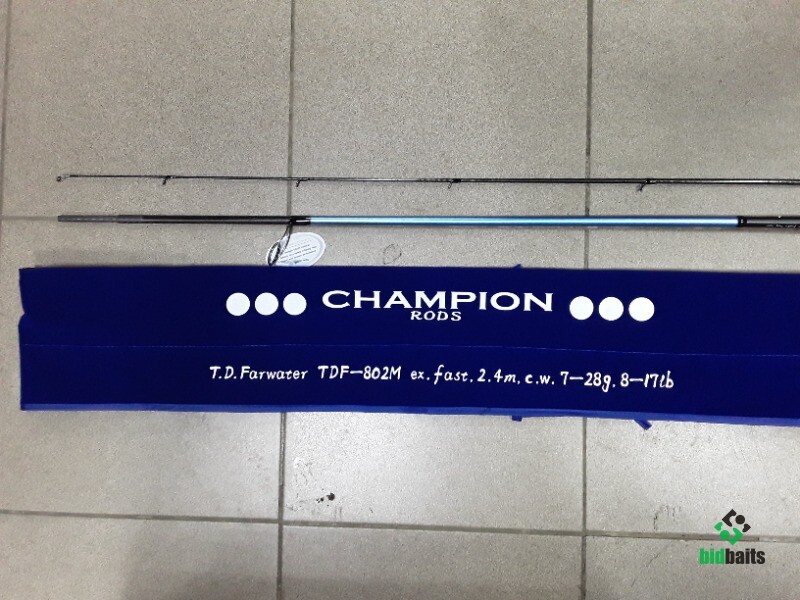 CHAMPION
RODS
T.D. Farwater TDF-802M ex. fast. 2.4m. c.w. 7-28g. 8-17lb
bidbaits